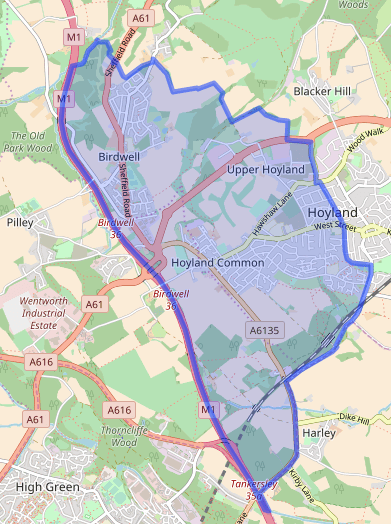 A61
Woods
M1
Sheffield Road
Blacker Hill
M1
The Old
Park Wood
Wood Walk
Birdwell
Upper Hoyland
Sheffield Road
Hawshaw Lane
Hoyland
West Street
Pilley
Birdwell
36
Hoyland Common
Birdwell
36
A61
Wentworth
Industrial
Estate
A6135
A616
A616
M1
A61
Dike Hill
Thorncliffe
Wood
Harley
Kirby Lane
High Green
Tankersley
35a